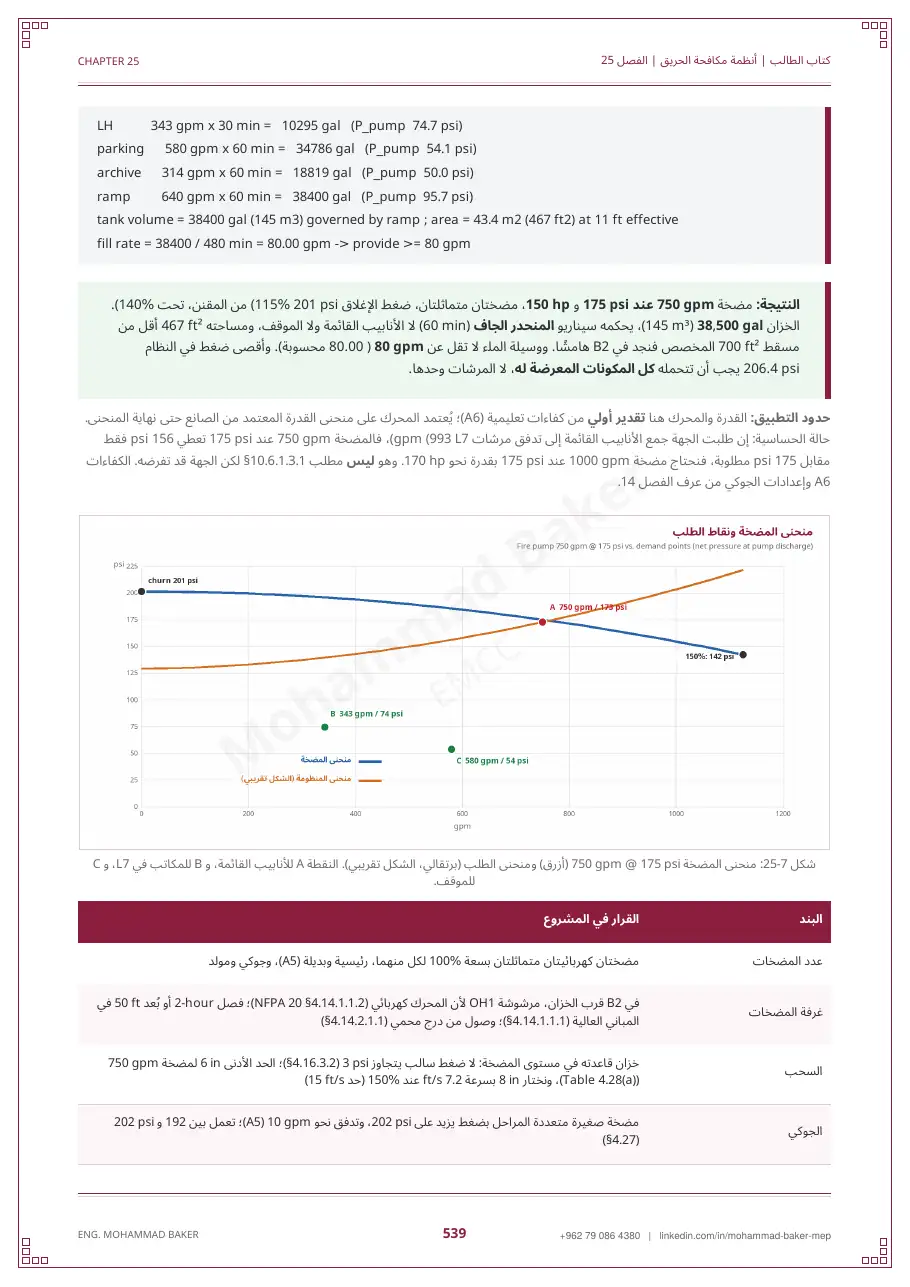 CHAPTER 25
كتاب الطالب | أنظمة مكافحة الحريق | الفصل 25
LH 343 gpm x 30 min = 10295 gal (P_pump 74.7 psi)
parking 580 gpm x 60 min = 34786 gal (P_pump 54.1 psi)
archive 314 gpm x 60 min = 18819 gal (P_pump 50.0 psi)
ramp 640 gpm x 60 min = 38400 gal (P_pump 95.7 psi)
tank volume = 38400 gal (145 m3) governed by ramp ; area = 43.4 m2 (467 ft2) at 11 ft effective
fill rate = 38400 / 480 min = 80.00 gpm -> provide >= 80 gpm
النتيجة: مضخة 750 gpm عند 175 psi و 150 hp، مضختان متماثلتان، ضغط الإغلاق 201 psi (115% من المقنن، تحت 140%).
الخزان 38,500 gal (145 m³)، يحكمه سيناريو المنحدر الجاف (60 min) لا الأنابيب القائمة ولا الموقف، ومساحته 467 ft² أقل من
مسقط 700 ft² المخصص فنجد في B2 هامشًا. ووسيلة الملء لا تقل عن 80 gpm ( 80.00 محسوبة). وأقصى ضغط في النظام
206.4 psi يجب أن تتحمله كل المكونات المعرضة له، لا المرشات وحدها.
حدود التطبيق: القدرة والمحرك هنا تقدير أولي من كفاءات تعليمية (A6)؛ يُعتمد المحرك على منحنى القدرة المعتمد من الصانع حتى نهاية المنحنى.
حالة الحساسية: إن طلبت الجهة جمع الأنابيب القائمة إلى تدفق مرشات L7 (993 gpm)، فالمضخة 750 gpm عند 175 psi تعطي 156 psi فقط
مقابل 175 psi مطلوبة، فنحتاج مضخة 1000 gpm عند 175 psi بقدرة نحو 170 hp. وهو ليس مطلب §10.6.1.3.1 لكن الجهة قد تفرضه. الكفاءات
A6 وإعدادات الجوكي من عرف الفصل 14.
منحنى المضخة ونقاط الطلب
Fire pump 750 gpm @ 175 psi vs. demand points (net pressure at pump discharge)
psi
225
200
175
150
125
100
75
50
25
0
churn 201 psi
A 750 gpm / 173 psi
150%: 142 psi
B 343 gpm / 74 psi
C 580 gpm / 54 psi
منحنى المضخة
منحنى المنظومة (الشكل تقريبي)
0 200 400 600 800 1000 1200
gpm
Mohammad Baker
EMCC
شكل 7-25: منحنى المضخة 750 gpm @ 175 psi (أزرق) ومنحنى الطلب (برتقالي، الشكل تقريبي). النقطة A للأنابيب القائمة، و B للمكاتب في L7، و C
للموقف.
البند القرار في المشروع
عدد المضخات مضختان كهربائيتان متماثلتان بسعة 100% لكل منهما، رئيسية وبديلة (A5)، وجوكي ومولد
غرفة المضخات في B2 قرب الخزان، مرشوشة OH1 لأن المحرك كهربائي (NFPA 20 §4.14.1.1.2)؛ فصل 2-hour أو بُعد 50 ft في
المباني العالية (§4.14.1.1.1)؛ وصول من درج محمي (§4.14.2.1.1)
السحب خزان قاعدته في مستوى المضخة: لا ضغط سالب يتجاوز 3 psi (§4.16.3.2)؛ الحد الأدنى 6 in لمضخة 750 gpm
(Table 4.28(a))، ونختار 8 in بسرعة 7.2 ft/s عند 150% (حد 15 ft/s)
الجوكي مضخة صغيرة متعددة المراحل بضغط يزيد على 202 psi، وتدفق نحو 10 gpm (A5)؛ تعمل بين 192 و 202 psi
(§4.27)
ENG. MOHAMMAD BAKER
539
+962 79 086 4380 | linkedin.com/in/mohammad-baker-mep